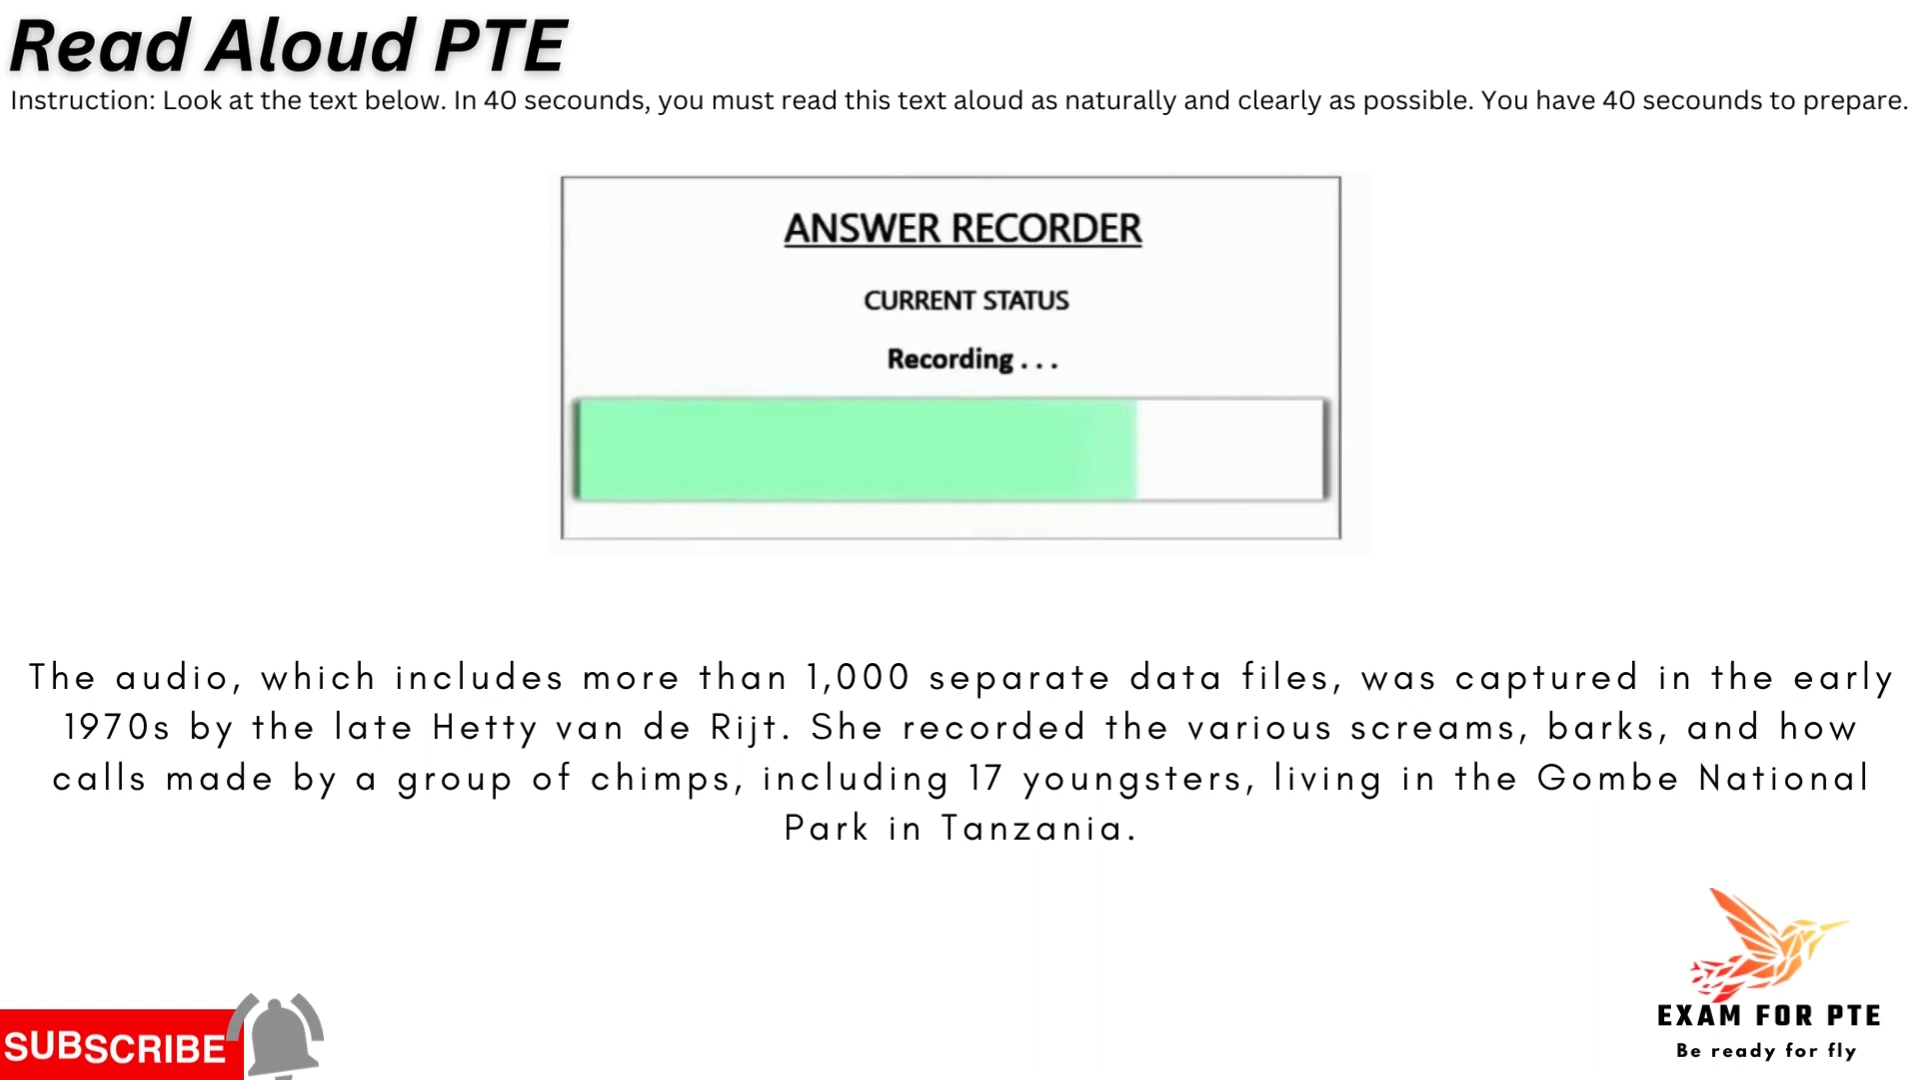 Read Aloud PTE
Instruction: Look at the text below. In 40 secounds, you must read this text aloud as naturally and clearly as possible. You have 40 secounds to prepare.
ANSWER RECORDER
CURRENT STATUS
Recording . . .
The audio, which includes more than 1,000 separate data files, was captured in the early
1970s by the late Hetty van de Rijt. She recorded the various screams, barks, and how
calls made by a group of chimps, including 17 youngsters, living in the Gombe National
Park in Tanzania.
SUBSCRIBE
EXAM FOR PTE
Be ready for fly